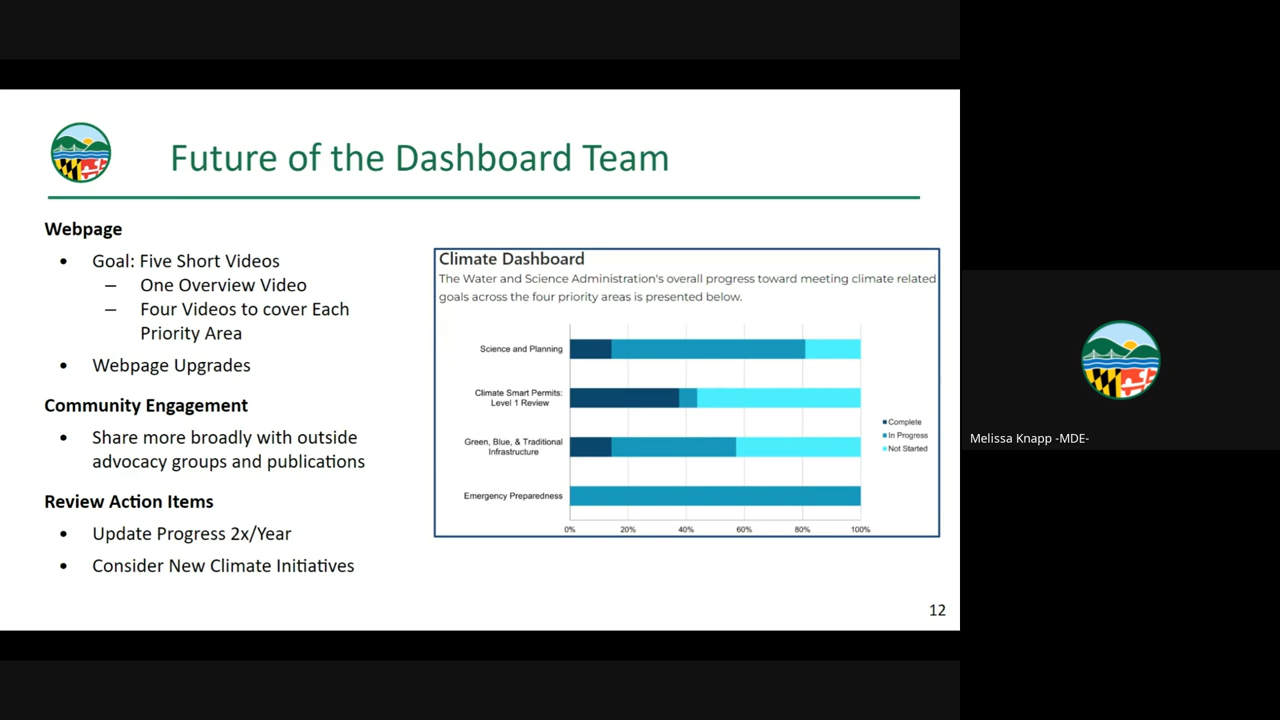 Future of the Dashboard Team
Webpage
• Goal: Five Short Videos
– One Overview Video
– Four Videos to cover Each
Priority Area
• Webpage Upgrades
Community Engagement
• Share more broadly with outside
advocacy groups and publications
Review Action Items
• Update Progress 2x/Year
• Consider New Climate Initiatives
Climate Dashboard
The Water and Science Administration's overall progress toward meeting climate related
goals across the four priority areas is presented below.
Science and Planning
Climate Smart Permits:
Level 1 Review
Green, Blue, & Traditional
Infrastructure
Emergency Preparedness
0% 20% 40% 60% 80% 100%
Complete
In Progress
Not Started
12
Melissa Knapp -MDE-